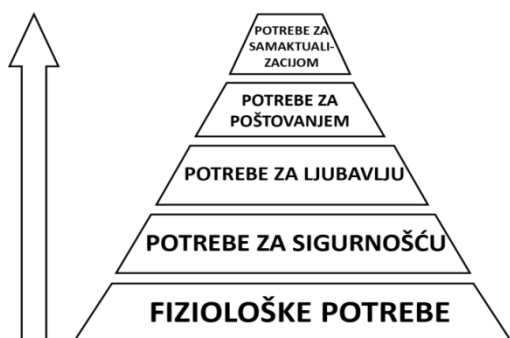 POTREBE ZA
SAMAKTUALI-
ZACIJOM
POTREBE ZA
POŠTOVANJEM
POTREBE ZA LJUBAVLJU
POTREBE ZA SIGURNOŠĆU
FIZIOLOŠKE POTREBE